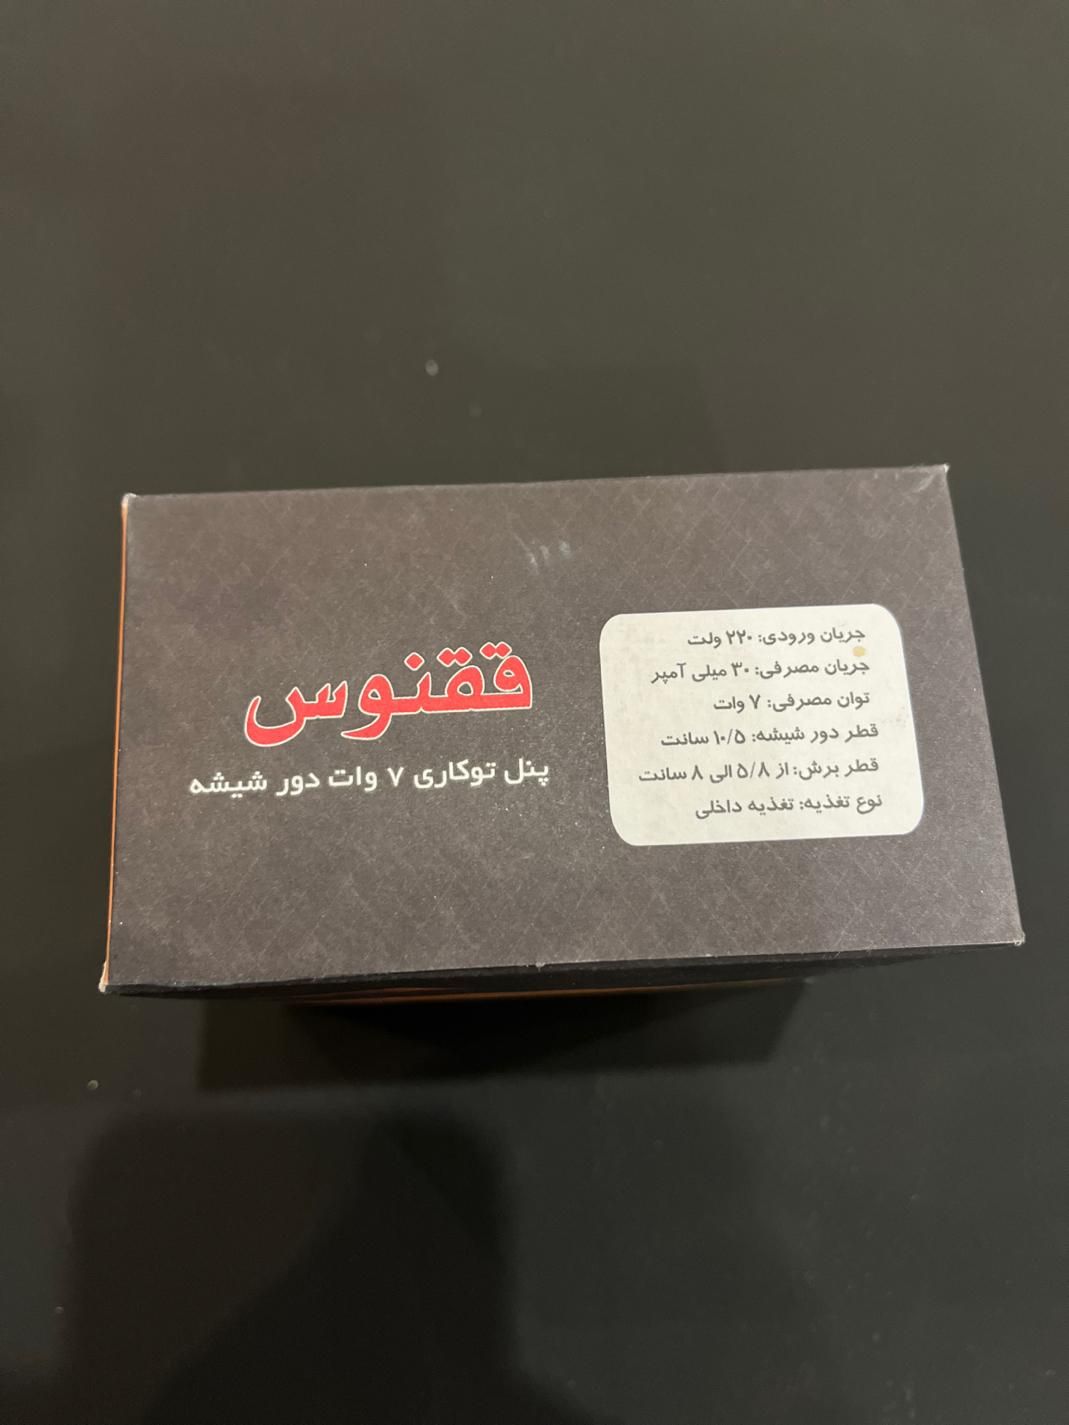 ققنوس
پنل توکاری ۷ وات دور شیشه
جریان ورودی: ۲۲۰ ولت
جریان مصرفی: ۳۰ میلی آمپر
توان مصرفی: ۷ وات
قطر دور شیشه: ۱۰/۵ سانت
قطر برش: از ۵/۸ الی ۸ سانت
نوع تغذیه: تغذیه داخلی